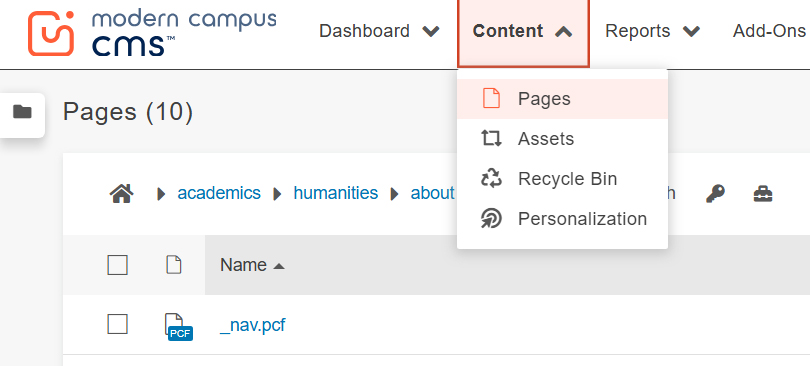 modern campus
cms™
Dashboard Content Reports Add-Ons
Pages
Assets
Recycle Bin
Personalization
Pages (10)
academics humanities about h
Name
_nav.pcf
PCF